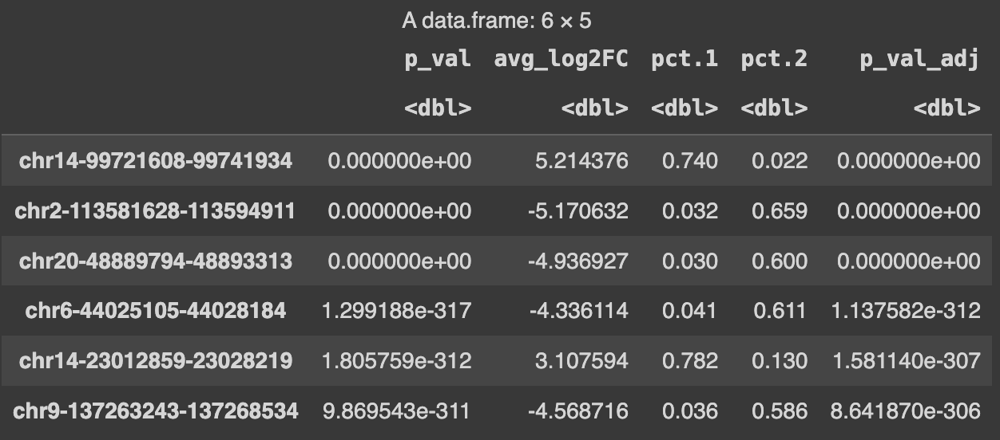 A data.frame: 6 × 5
p_val avg_log2FC pct.1 pct.2 p_val_adj
<dbl> <dbl> <dbl> <dbl> <dbl>
chr14-99721608-99741934 0.000000e+00 5.214376 0.740 0.022 0.000000e+00
chr2-113581628-113594911 0.000000e+00 -5.170632 0.032 0.659 0.000000e+00
chr20-48889794-48893313 0.000000e+00 -4.936927 0.030 0.600 0.000000e+00
chr6-44025105-44028184 1.299188e-317 -4.336114 0.041 0.611 1.137582e-312
chr14-23012859-23028219 1.805759e-312 3.107594 0.782 0.130 1.581140e-307
chr9-137263243-137268534 9.869543e-311 -4.568716 0.036 0.586 8.641870e-306